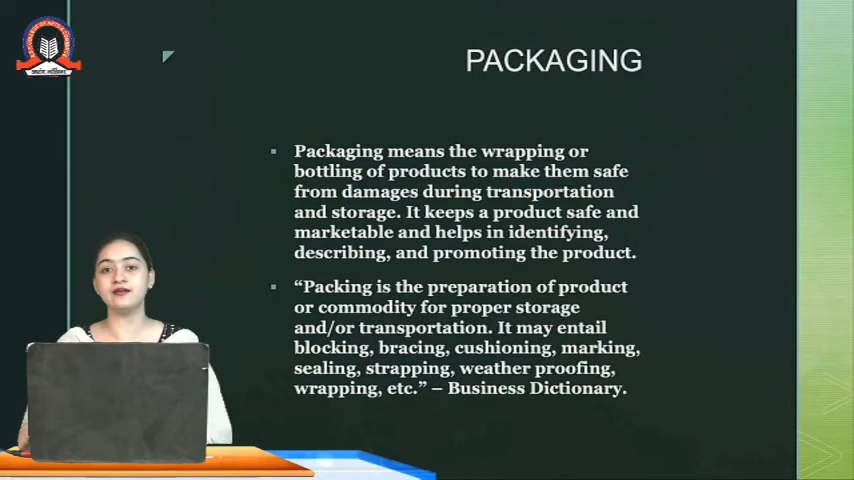 PACKAGING
Packaging means the wrapping or
bottling of products to make them safe
from damages during transportation
and storage. It keeps a product safe and
marketable and helps in identifying,
describing, and promoting the product.
“Packing is the preparation of product
or commodity for proper storage
and/or transportation. It may entail
blocking, bracing, cushioning, marking,
sealing, strapping, weather proofing,
wrapping, etc.” – Business Dictionary.